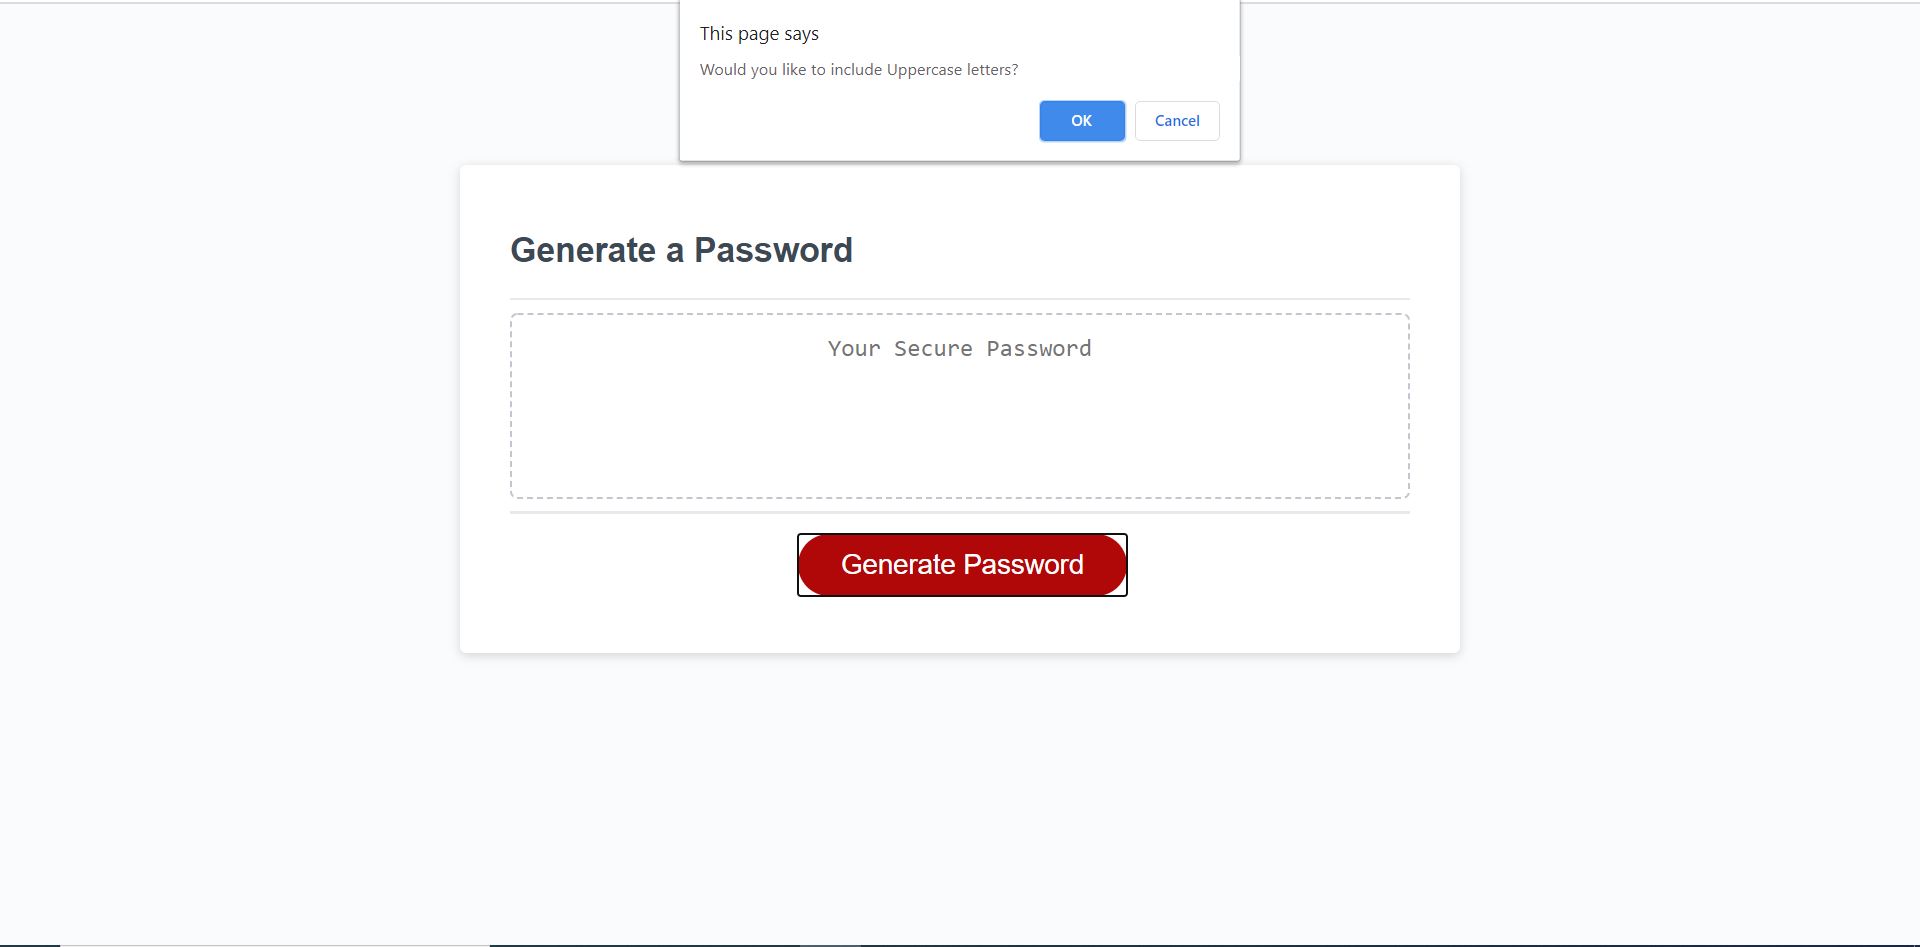 This page says
Would you like to include Uppercase letters?
OK
Cancel
Generate a Password
Your Secure Password
Generate Password